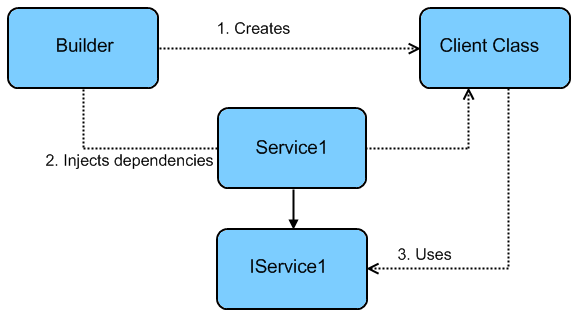 Builder
1. Creates
Client Class
Service1
2. Injects dependencies
IService1
3. Uses